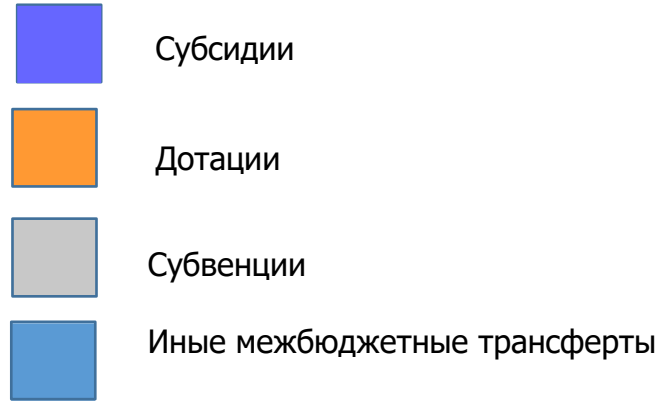 Субсидии
Дотации
Субвенции
Иные межбюджетные трансферты